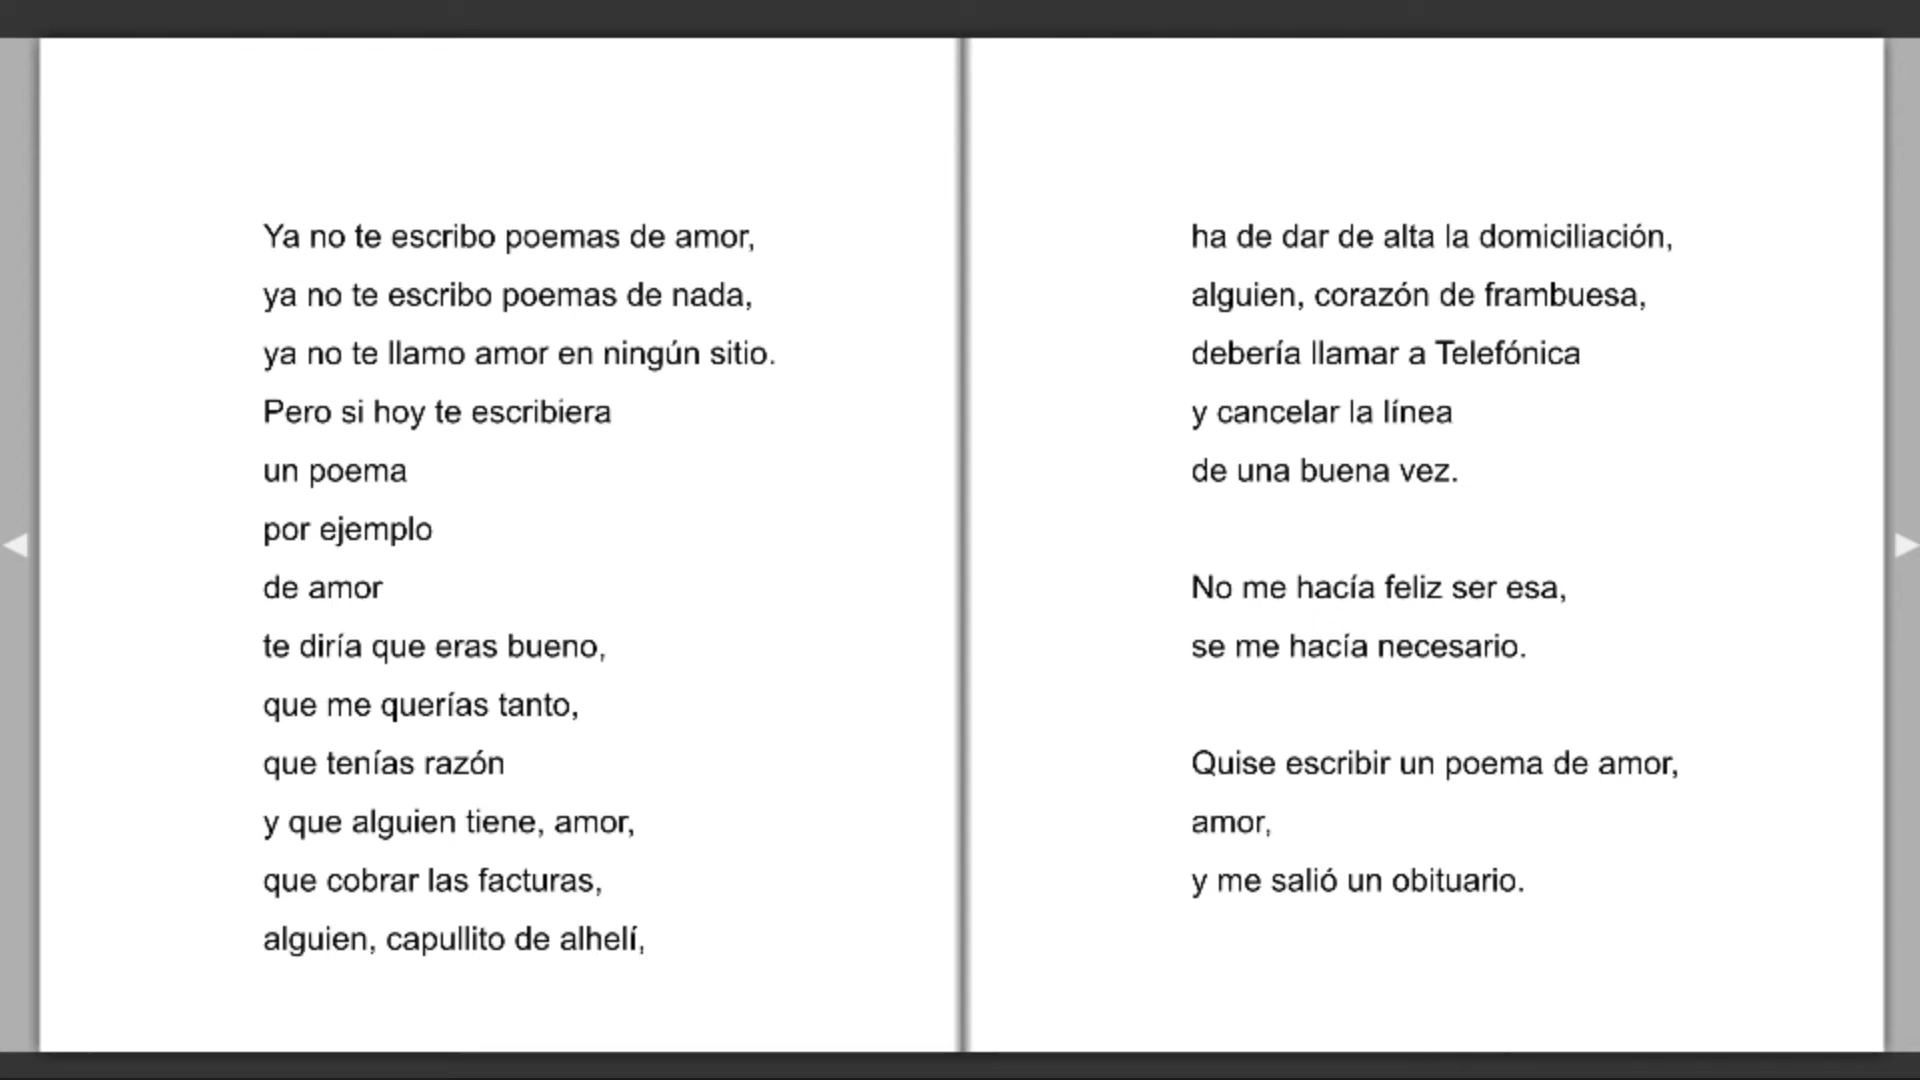 Ya no te escribo poemas de amor,
ya no te escribo poemas de nada,
ya no te llamo amor en ningún sitio.
Pero si hoy te escribiera
un poema
por ejemplo
de amor
te diría que eras bueno,
que me querías tanto,
que tenías razón
y que alguien tiene, amor,
que cobrar las facturas,
alguien, capullito de alhelí,
ha de dar de alta la domiciliación,
alguien, corazón de frambuesa,
debería llamar a Telefónica
y cancelar la línea
de una buena vez.
No me hacía feliz ser esa,
se me hacía necesario.
Quise escribir un poema de amor,
amor,
y me salió un obituario.